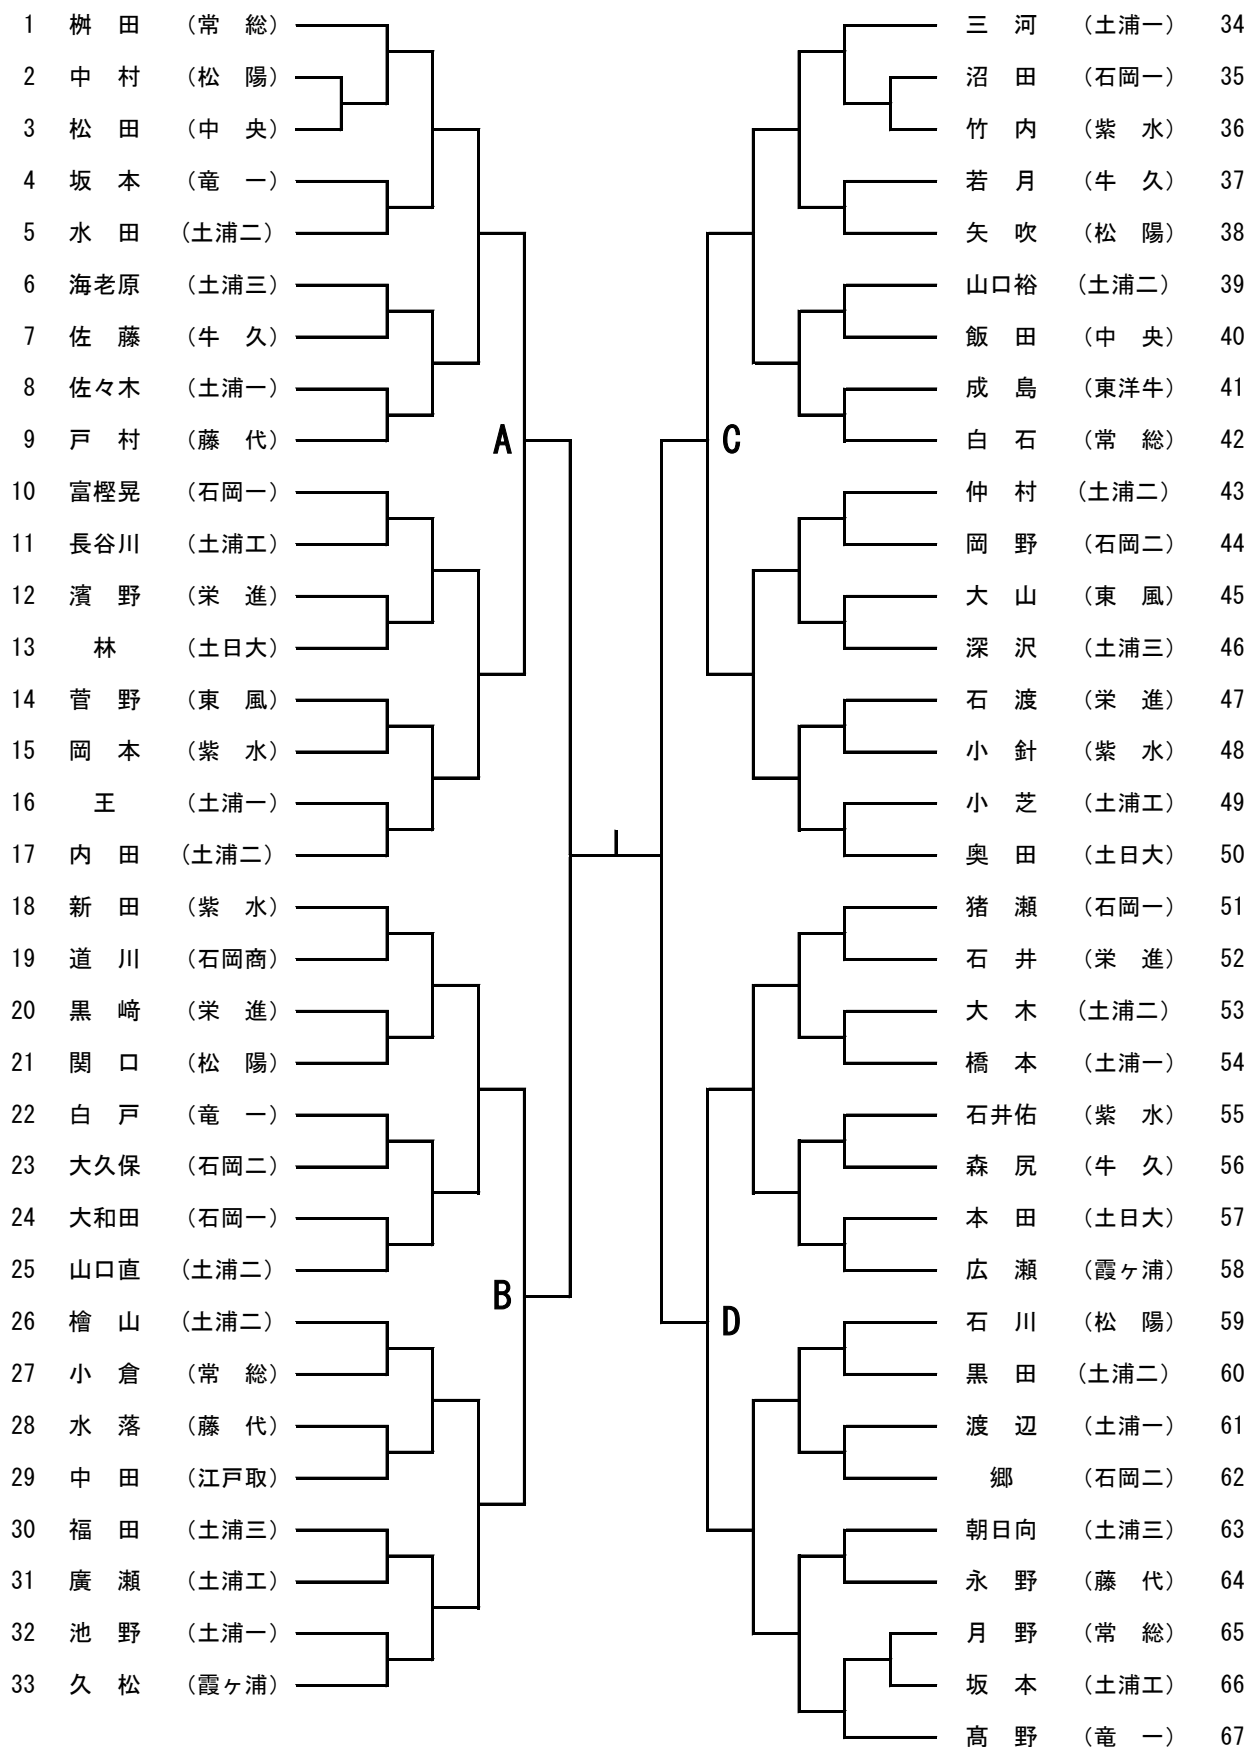 1 桝 田 （常 総）
2 中 村 （松 陽）
3 松 田 （中 央）
4 坂 本 （竜 一）
5 水 田 （土浦二）
6 海老原 （土浦三）
7 佐 藤 （牛 久）
8 佐々木 （土浦一）
9 戸 村 （藤 代）
10 富樫晃 （石岡一）
11 長谷川 （土浦工）
12 濱 野 （栄 進）
13 林 （土日大）
14 菅 野 （東 風）
15 岡 本 （紫 水）
16 王 （土浦一）
17 内 田 （土浦二）
18 新 田 （紫 水）
19 道 川 （石岡商）
20 黒 﨑 （栄 進）
21 関 口 （松 陽）
22 白 戸 （竜 一）
23 大久保 （石岡二）
24 大和田 （石岡一）
25 山口直 （土浦二）
26 檜 山 （土浦二）
27 小 倉 （常 総）
28 水 落 （藤 代）
29 中 田 （江戸取）
30 福 田 （土浦三）
31 廣 瀬 （土浦工）
32 池 野 （土浦一）
33 久 松 （霞ヶ浦）
A
B
C
D
三 河 （土浦一） 34
沼 田 （石岡一） 35
竹 内 （紫 水） 36
若 月 （牛 久） 37
矢 吹 （松 陽） 38
山口裕 （土浦二） 39
飯 田 （中 央） 40
成 島 （東洋牛） 41
白 石 （常 総） 42
仲 村 （土浦二） 43
岡 野 （石岡二） 44
大 山 （東 風） 45
深 沢 （土浦三） 46
石 渡 （栄 進） 47
小 針 （紫 水） 48
小 芝 （土浦工） 49
奥 田 （土日大） 50
猪 瀬 （石岡一） 51
石 井 （栄 進） 52
大 木 （土浦二） 53
橋 本 （土浦一） 54
石井佑 （紫 水） 55
森 尻 （牛 久） 56
本 田 （土日大） 57
広 瀬 （霞ヶ浦） 58
石 川 （松 陽） 59
黒 田 （土浦二） 60
渡 辺 （土浦一） 61
郷 （石岡二） 62
朝日向 （土浦三） 63
永 野 （藤 代） 64
月 野 （常 総） 65
坂 本 （土浦工） 66
髙 野 （竜 一） 67